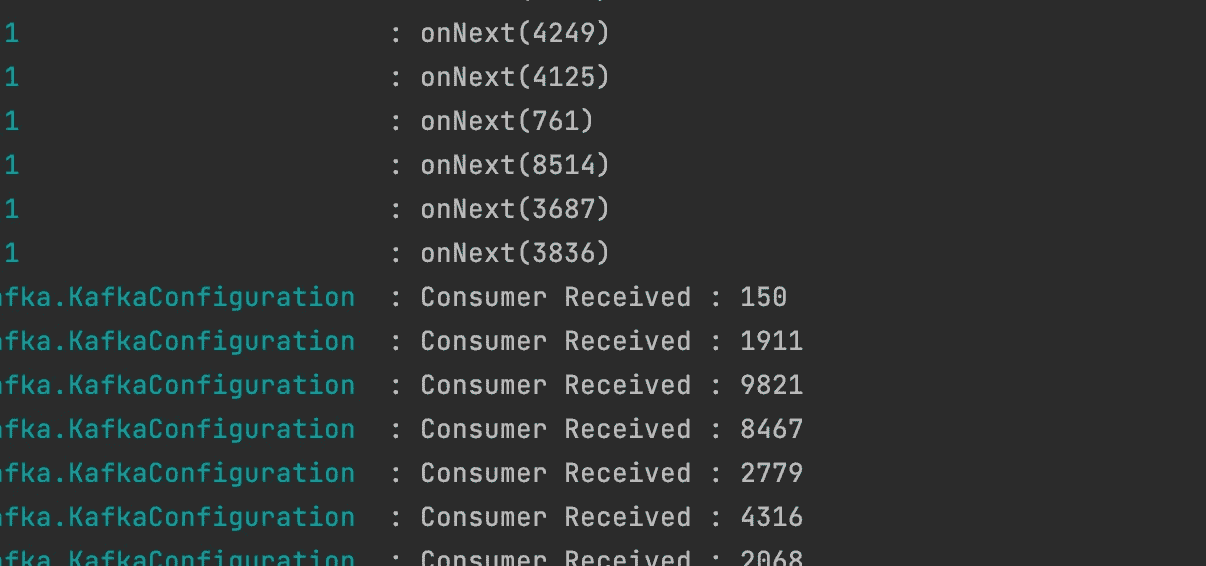 1 : onNext(4249)
1 : onNext(4125)
1 : onNext(761)
1 : onNext(8514)
1 : onNext(3687)
1 : onNext(3836)
afka.KafkaConfiguration : Consumer Received : 150
afka.KafkaConfiguration : Consumer Received : 1911
afka.KafkaConfiguration : Consumer Received : 9821
afka.KafkaConfiguration : Consumer Received : 8467
afka.KafkaConfiguration : Consumer Received : 2779
afka.KafkaConfiguration : Consumer Received : 4316
afka.KafkaConfiguration : Consumer Received : 2068